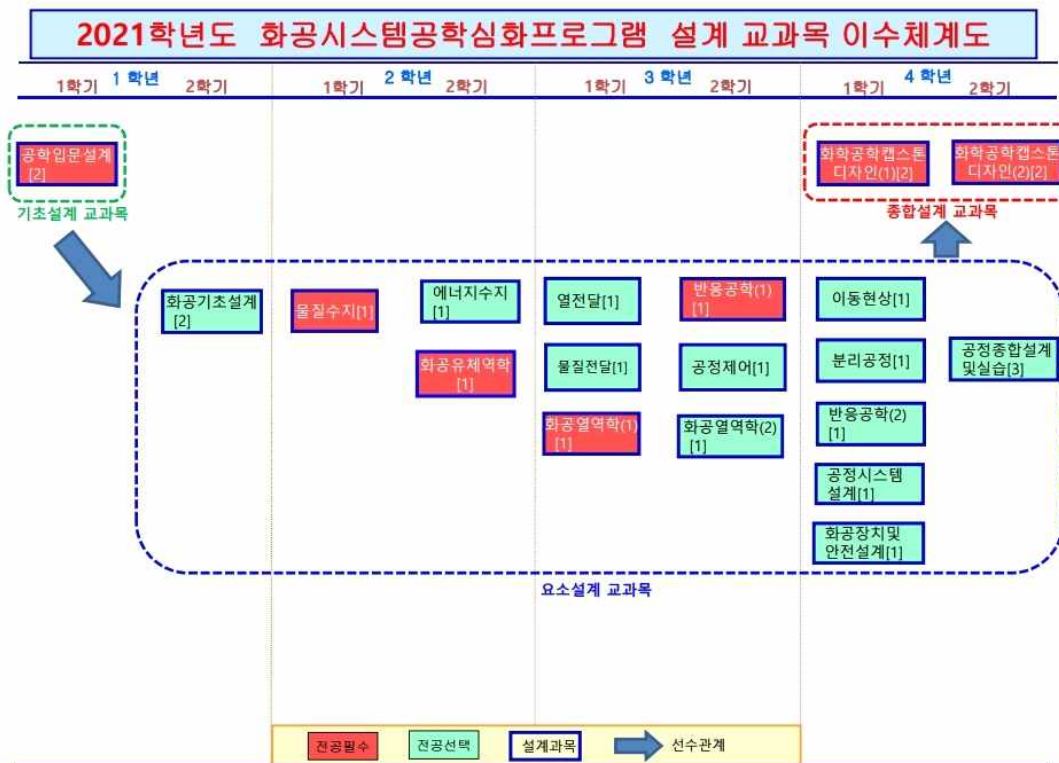 2021학년도 화공시스템공학심화프로그램 설계 교과목 이수체계도
1 학년
2 학년
3 학년
4 학년
1학기
2학기
1학기
2학기
1학기
2학기
1학기
2학기
공학입문설계
[2]
기초설계 교과목
화학공학캡스톤
디자인(1)[2]
화학공학캡스톤
디자인(2)[2]
종합설계 교과목
화공기초설계
[2]
물질수지[1]
에너지수지
[1]
화공유체역학
[1]
열전달[1]
물질전달[1]
화공열역학(1)
[1]
반응공학(1)
[1]
공정제어[1]
화공열역학(2)
[1]
이동현상[1]
분리공정[1]
반응공학(2)
[1]
공정시스템
설계[1]
화공장치및
안전설계[1]
공정종합설계
및실습[3]
요소설계 교과목
전공필수
전공선택
설계과목
선수관계